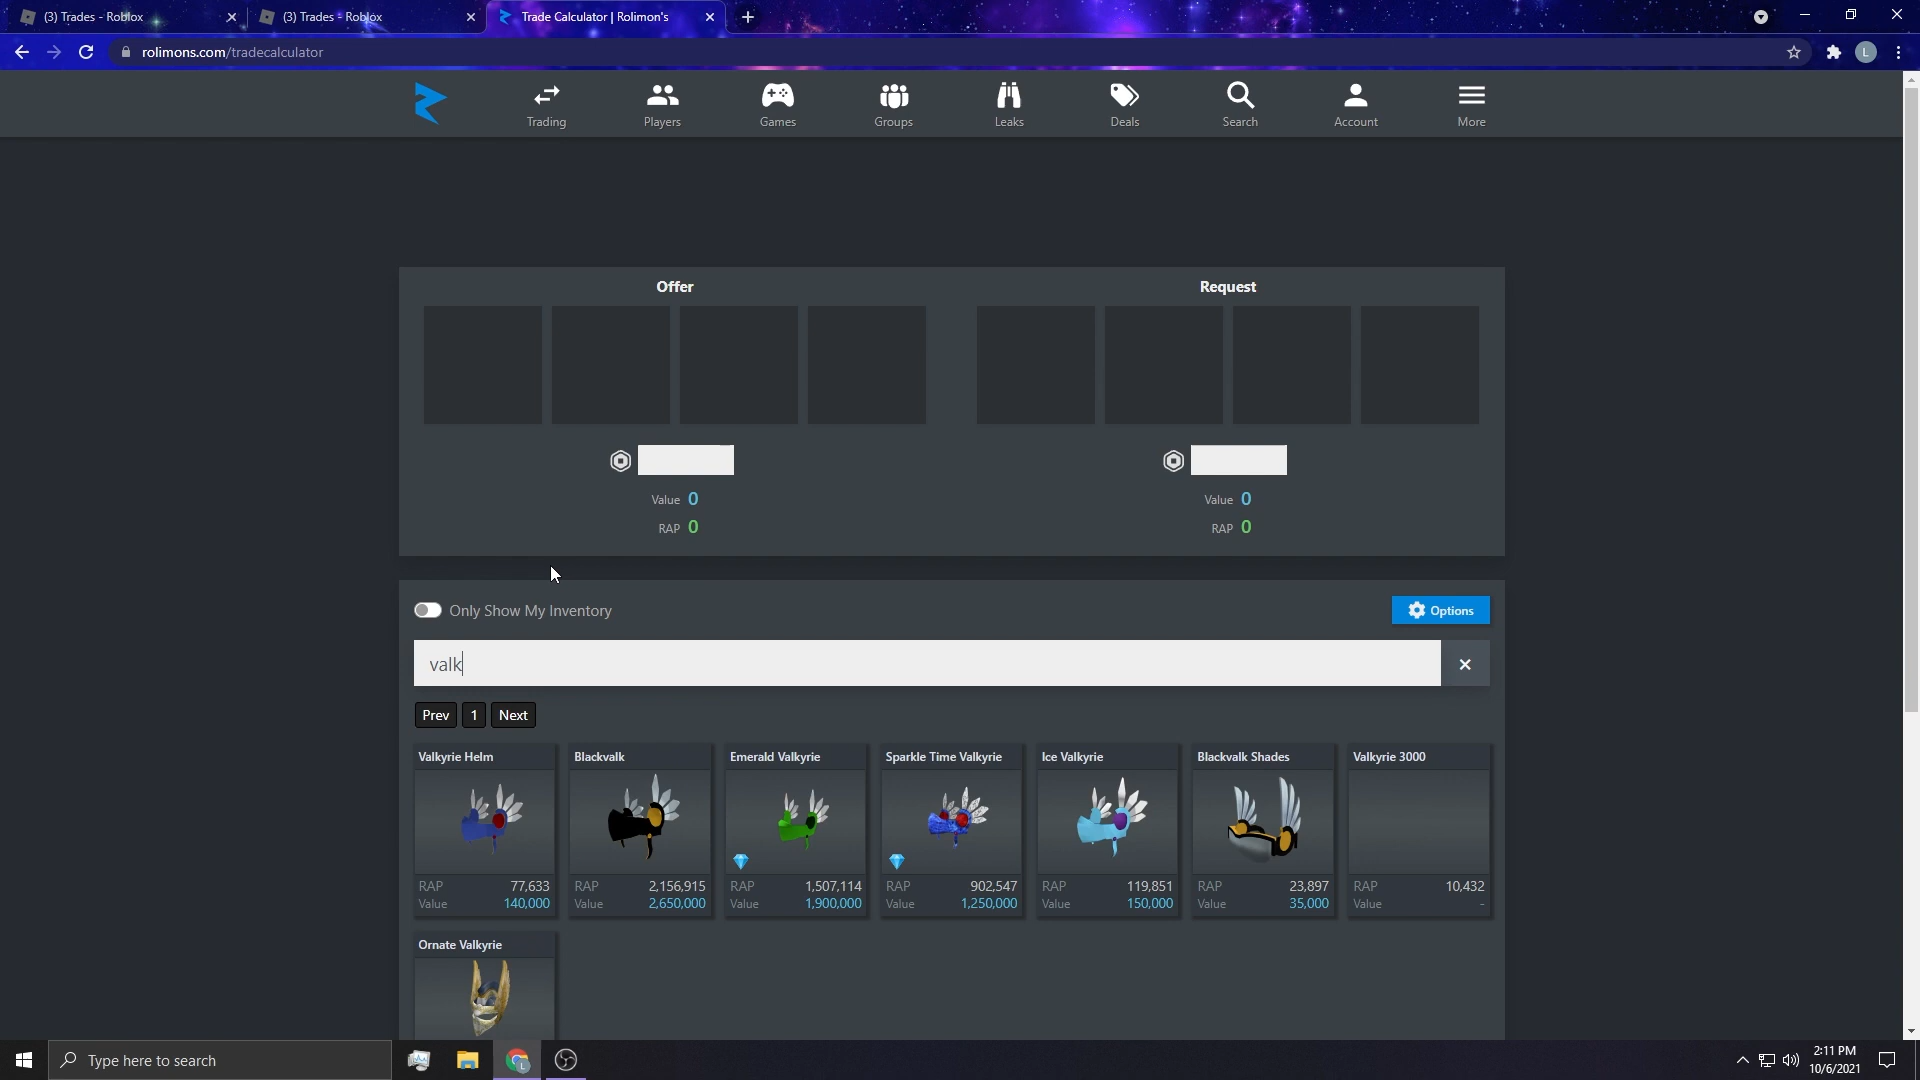 (3) Trades - Roblox
(3) Trades - Roblox
Trade Calculator | Rolimon's
rolimons.com/tradecalculator
L
Trading
Players
Games
Groups
Leaks
Deals
Search
Account
More
Offer
Request
Value 0
RAP 0
Value 0
RAP 0
Only Show My Inventory
Options
valk
Prev 1 Next
Valkyrie Helm
RAP 77,633
Value 140,000
Blackvalk
RAP 2,156,915
Value 2,650,000
Emerald Valkyrie
RAP 1,507,114
Value 1,900,000
Sparkle Time Valkyrie
RAP 902,547
Value 1,250,000
Ice Valkyrie
RAP 119,851
Value 150,000
Blackvalk Shades
RAP 23,897
Value 35,000
Valkyrie 3000
RAP 10,432
Value -
Ornate Valkyrie
Type here to search
L
2:11 PM
10/6/2021